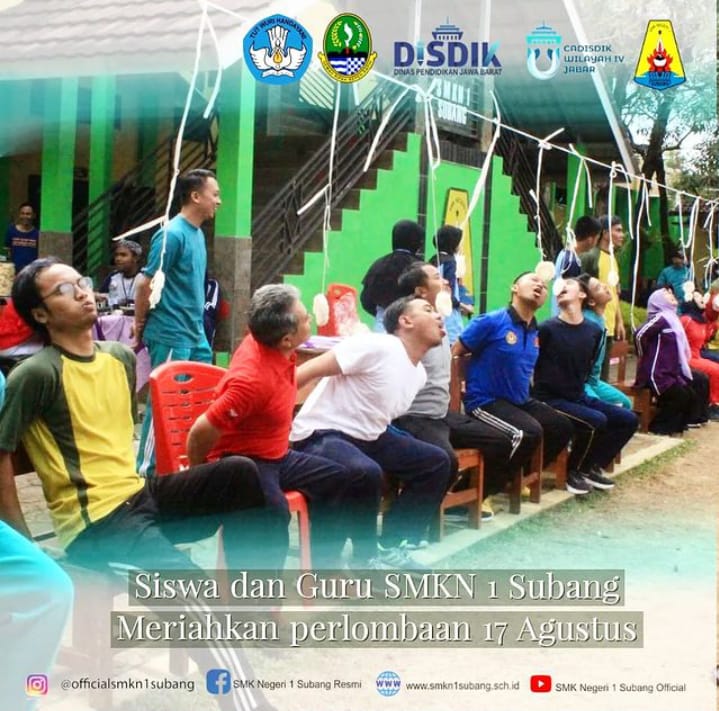 TUT WURI HANDAYANI
DISDIK
DINAS PENDIDIKAN JAWA BARAT
CADISDIK
WILAYAH IV
JABAR
SUBANG
Siswa dan Guru SMKN 1 Subang
Meriahkan perlombaan 17 Agustus
@officialsmkn1subang
SMK Negeri 1 Subang Resmi
www.smkn1subang.sch.id
SMK Negeri 1 Subang Official